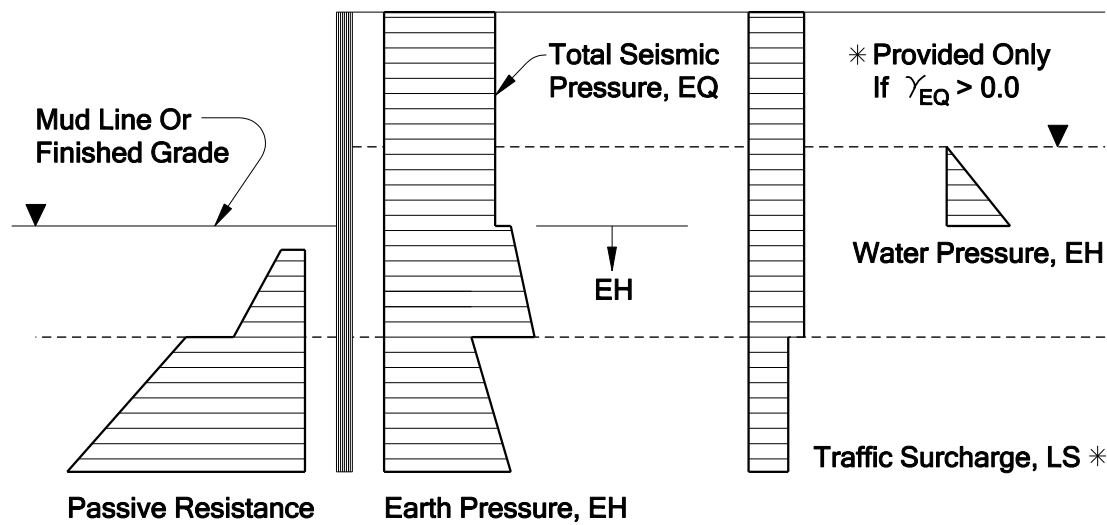 Total Seismic
Pressure, EQ
✳ Provided Only
If γEQ > 0.0
Mud Line Or
Finished Grade
Water Pressure, EH
EH
Traffic Surcharge, LS ✳
Passive Resistance
Earth Pressure, EH